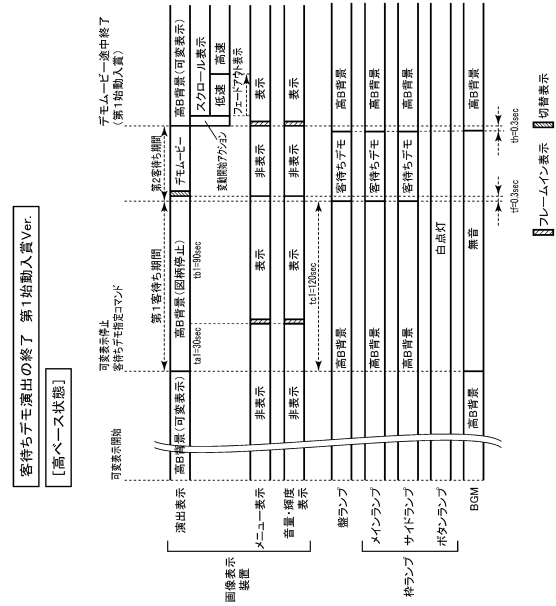 客待ちデモ演出の終了　第1始動入賞Ver.
[高ベース状態]
可変表示開始
可変表示停止
客待ちデモ指定コマンド
デモムービー途中終了
(第1始動入賞)
第1客待ち期間
第2客待ち期間
画像表示
装置
演出表示
高B背景(可変表示)
高B背景(図柄停止)
デモムービー
高B背景(可変表示)
スクロール表示
低速
高速
変動開始アクション
フェードアウト表示
ta1=30sec
tb1=90sec
メニュー表示
非表示
表示
非表示
表示
音量・輝度
表示
非表示
表示
非表示
表示
tc1=120sec
盤ランプ
高B背景
客待ちデモ
高B背景
枠ランプ
メインランプ
高B背景
客待ちデモ
高B背景
サイドランプ
高B背景
客待ちデモ
高B背景
ボタンランプ
白点灯
BGM
高B背景
無音
高B背景
tf=0.3sec
th=0.3sec
フレームイン表示
切替表示